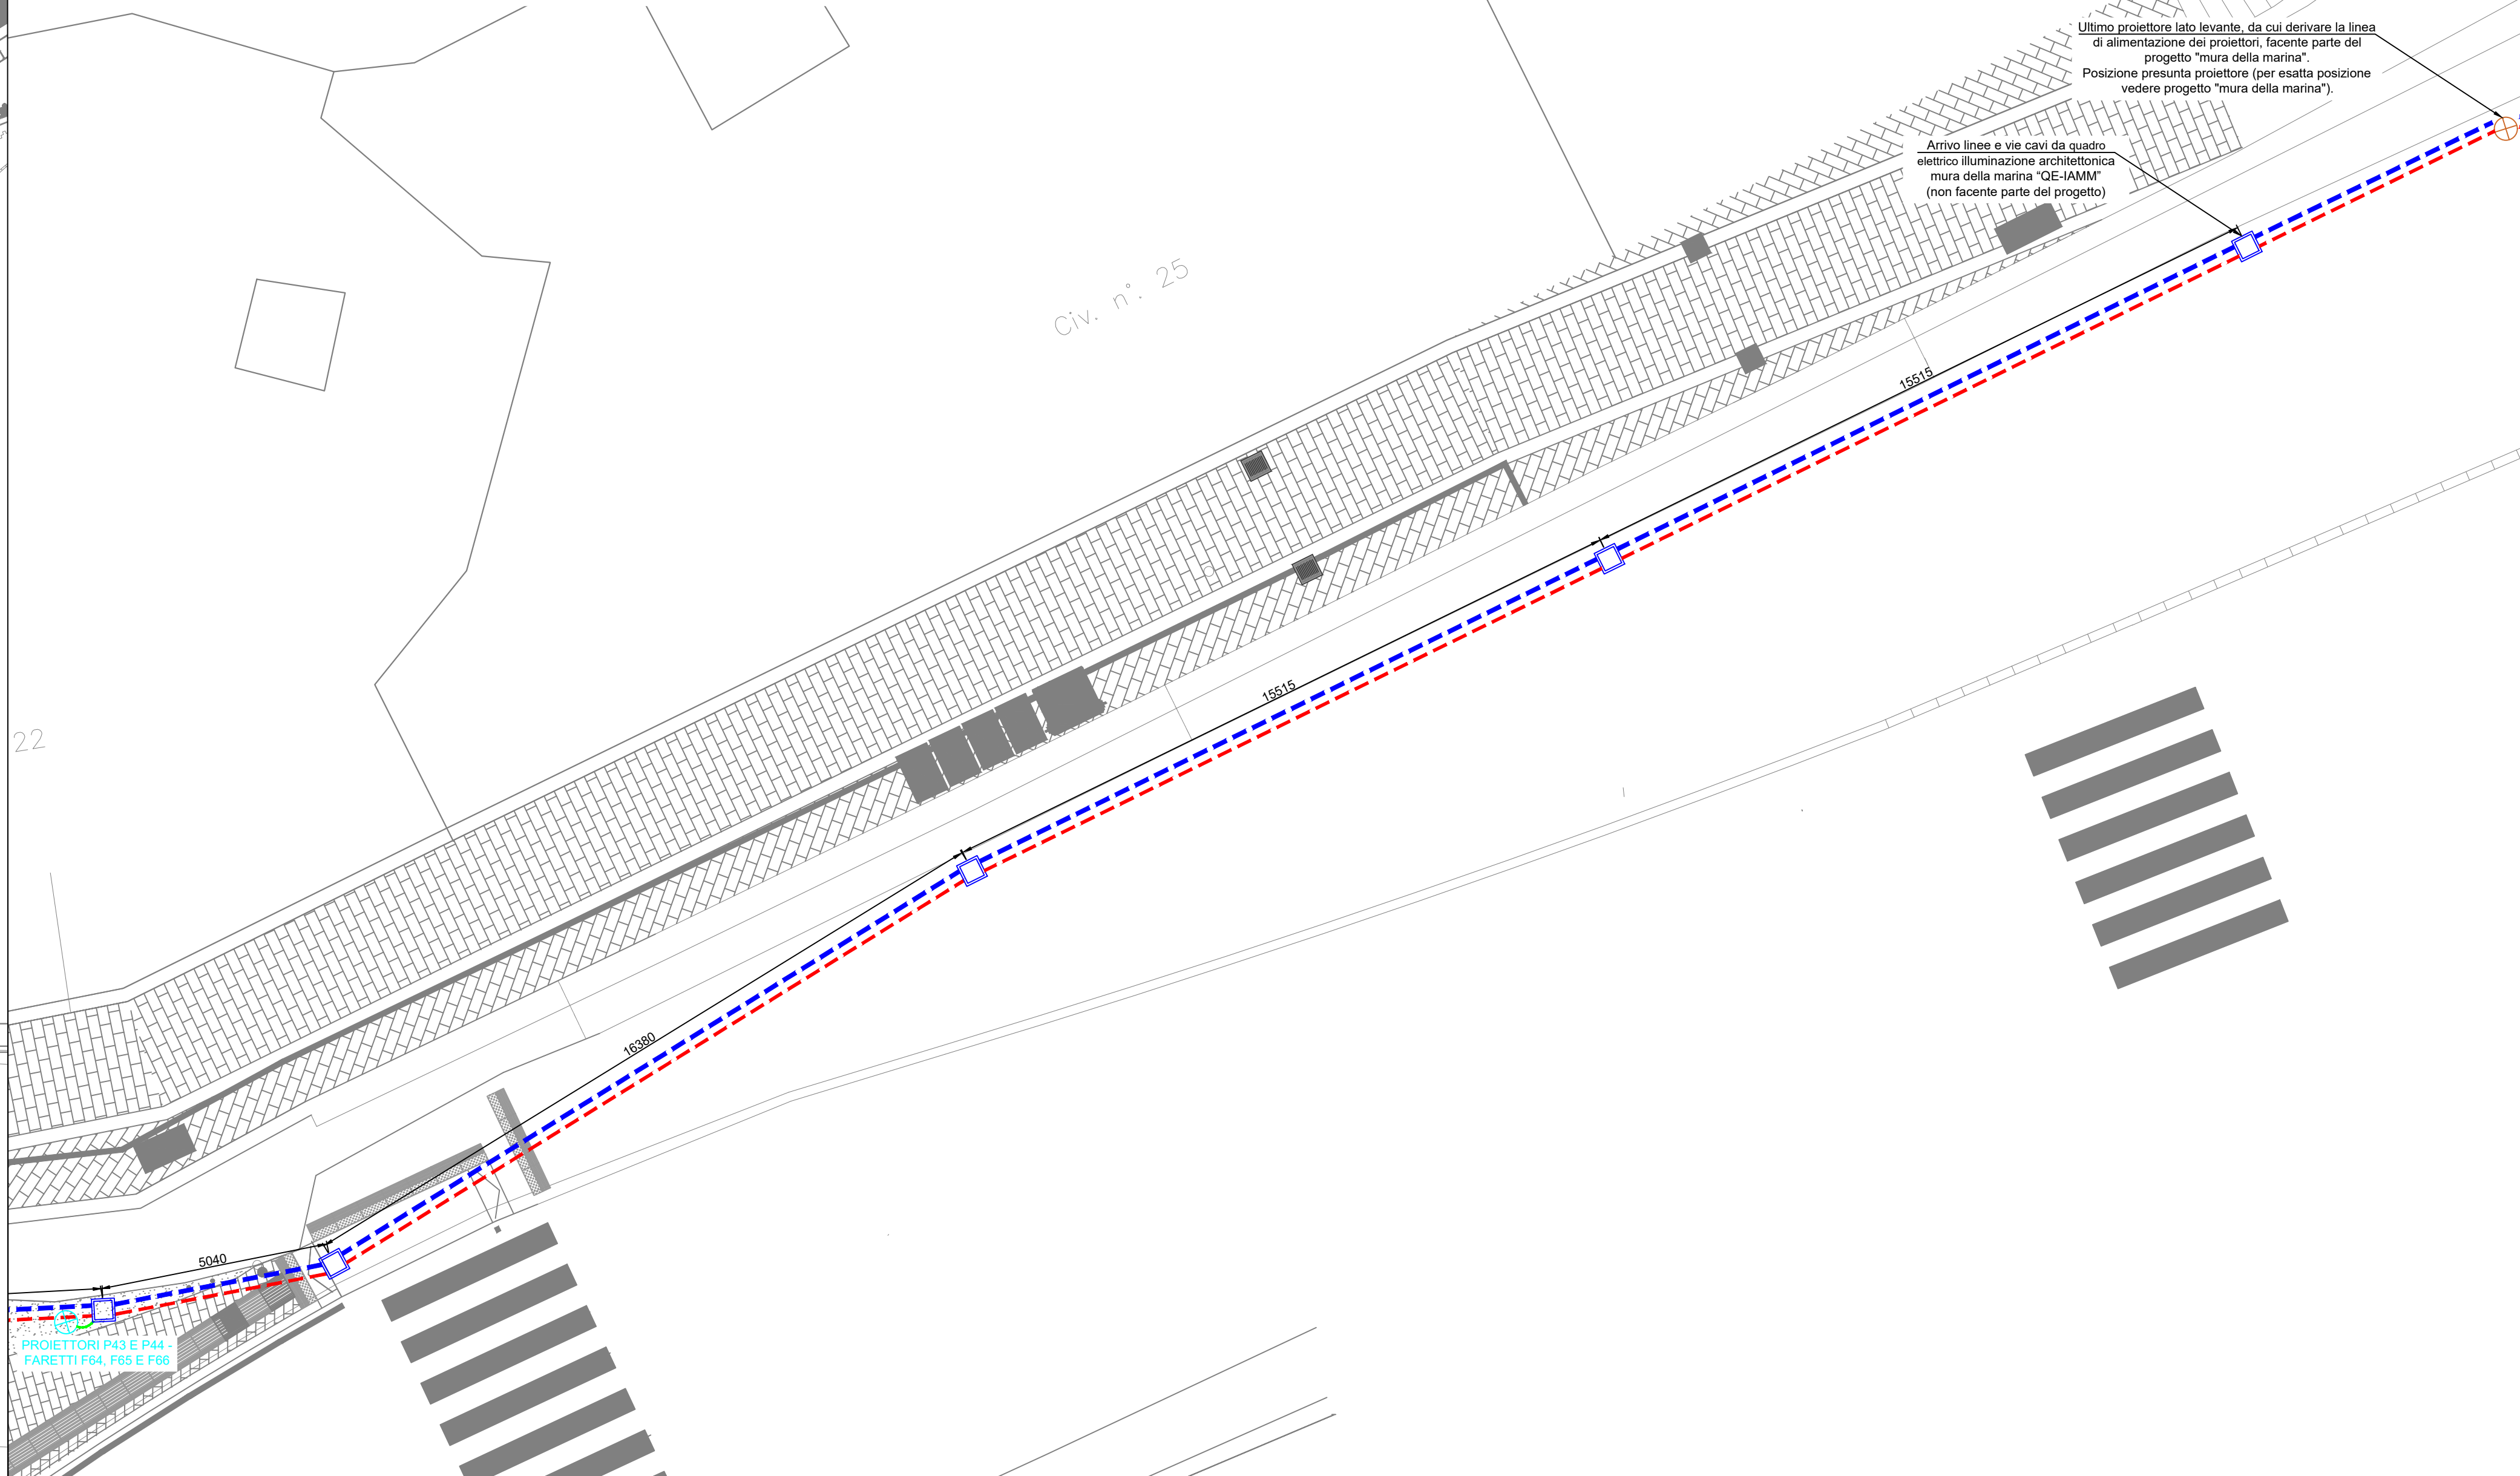 Ultimo proiettore lato levante, da cui derivare la linea
di alimentazione dei proiettori, facente parte del
progetto "mura della marina".
Posizione presunta proiettore (per esatta posizione
vedere progetto "mura della marina").
Arrivo linee e vie cavi da quadro
elettrico illuminazione architettonica
mura della marina “QE-IAMM”
(non facente parte del progetto)
Civ. n°. 25
15515
15515
22
16380
5040
PROIETTORI P43 E P44 -
FARETTI F64, F65 E F66